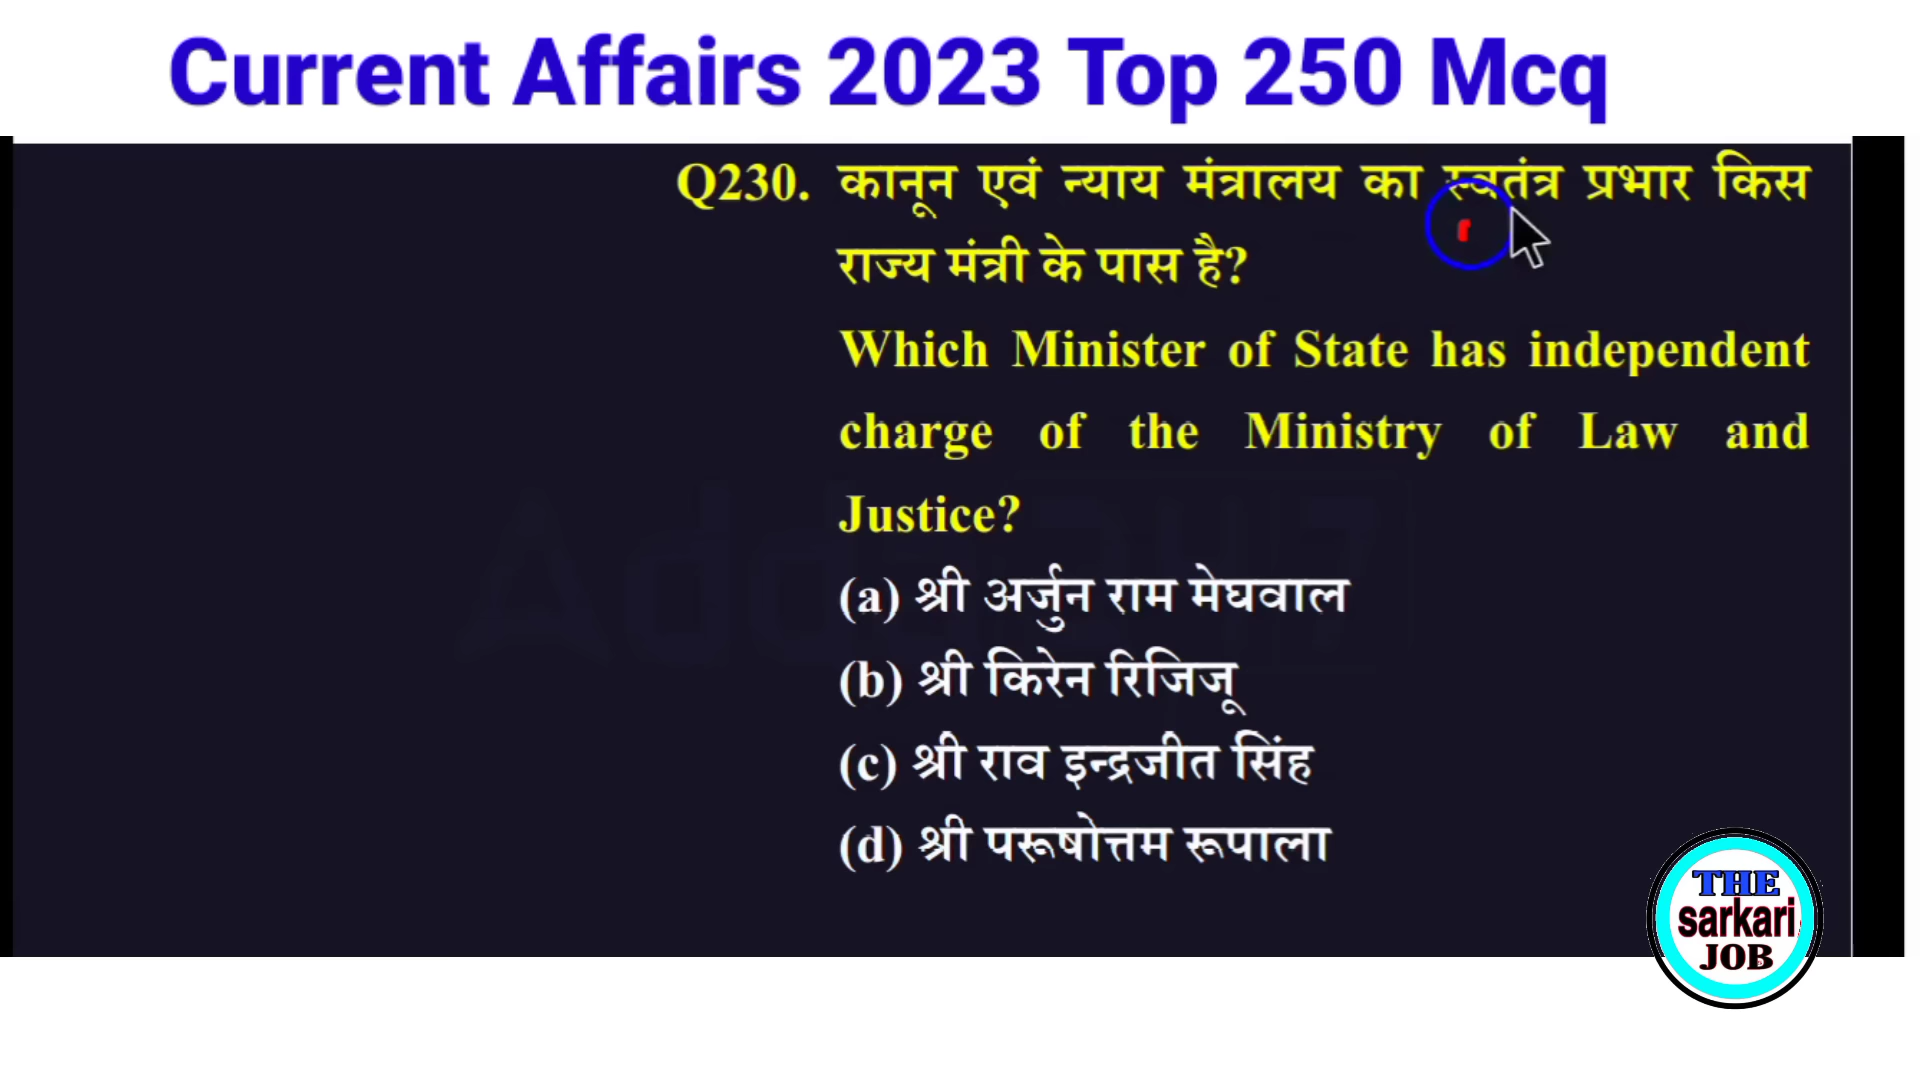 Current Affairs 2023 Top 250 Mcq
Q230. कानून एवं न्याय मंत्रालय का स्वतंत्र प्रभार किस
राज्य मंत्री के पास है?
Which Minister of State has independent
charge of the Ministry of Law and
Justice?
(a) श्री अर्जुन राम मेघवाल
(b) श्री किरेन रिजिजू
(c) श्री राव इन्द्रजीत सिंह
(d) श्री परूषोत्तम रूपाला
THE
sarkari
JOB